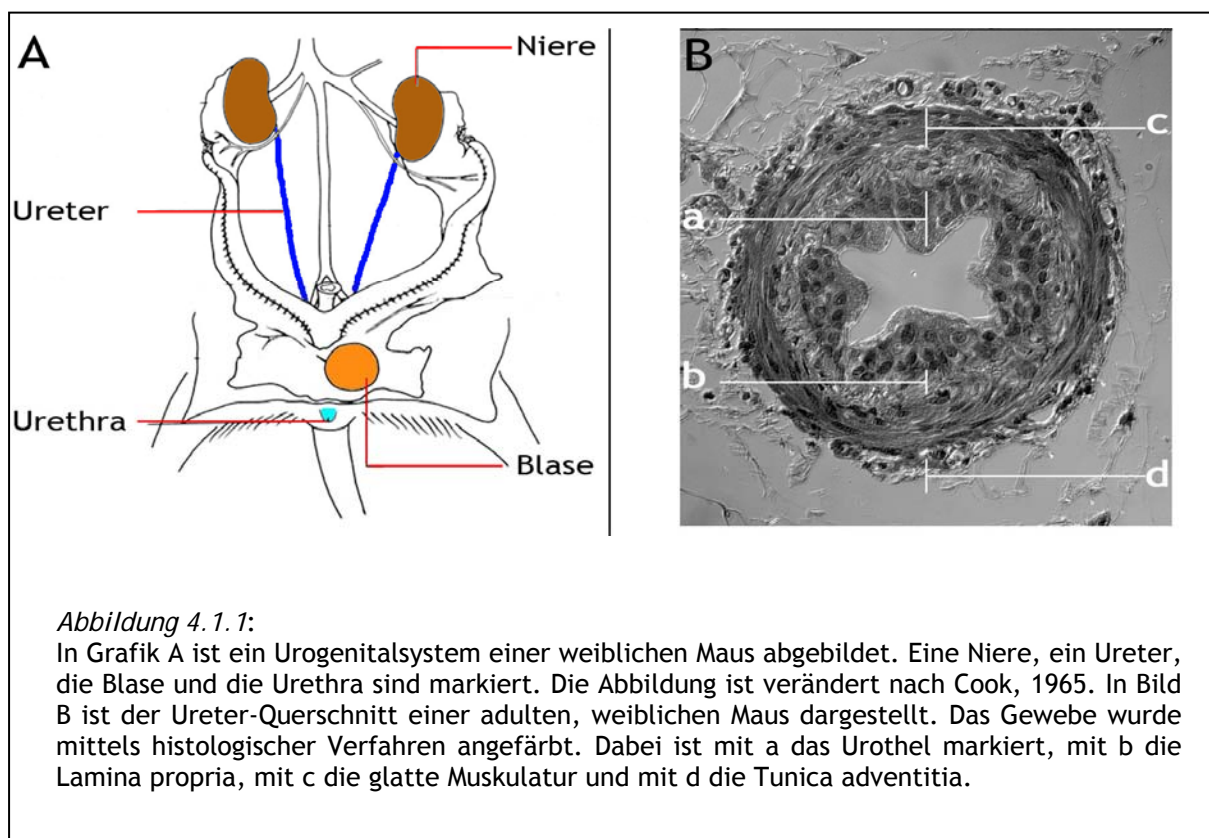 A
Niere
Ureter
Urethra
Blase
B
c
a
b
d
Abbildung 4.1.1:
In Grafik A ist ein Urogenitalsystem einer weiblichen Maus abgebildet. Eine Niere, ein Ureter,
die Blase und die Urethra sind markiert. Die Abbildung ist verändert nach Cook, 1965. In Bild
B ist der Ureter-Querschnitt einer adulten, weiblichen Maus dargestellt. Das Gewebe wurde
mittels histologischer Verfahren angefärbt. Dabei ist mit a das Urothel markiert, mit b die
Lamina propria, mit c die glatte Muskulatur und mit d die Tunica adventitia.